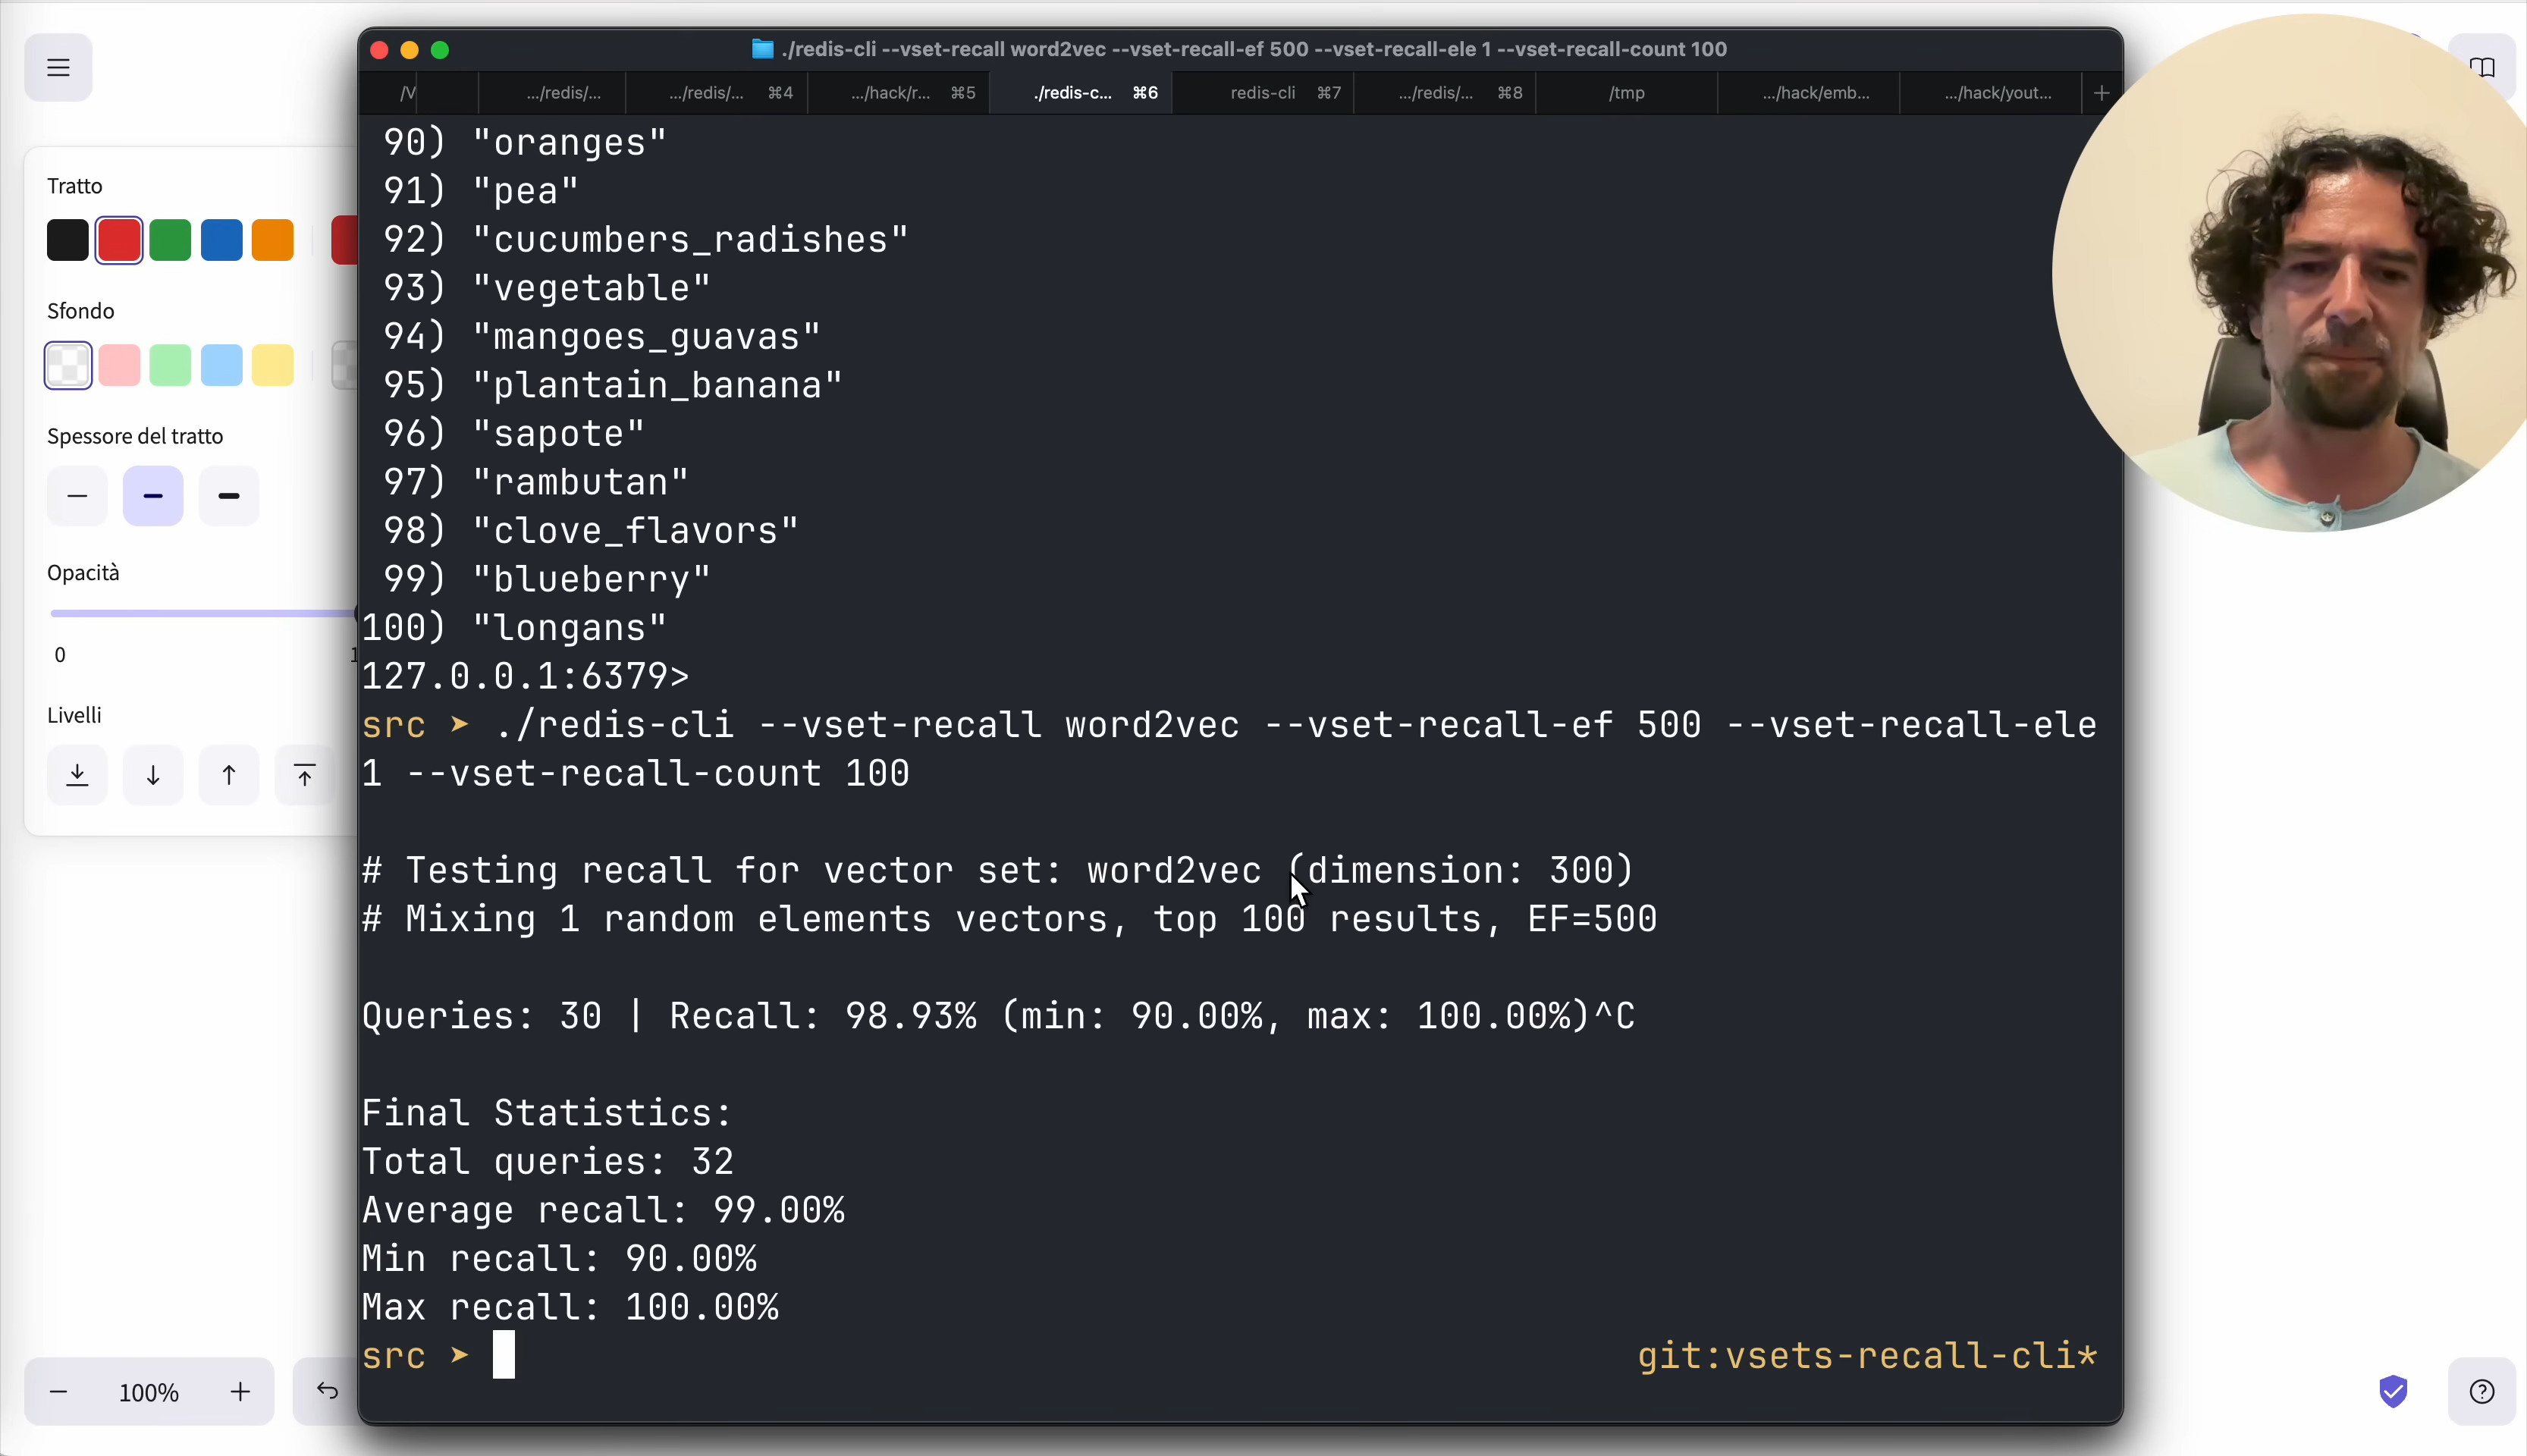 ./redis-cli --vset-recall word2vec --vset-recall-ef 500 --vset-recall-ele 1 --vset-recall-count 100
/V
.../redis/...
.../redis/... ⌘4
.../hack/r... ⌘5
./redis-c... ⌘6
redis-cli ⌘7
.../redis/... ⌘8
/tmp
.../hack/emb...
.../hack/yout...
+
Tratto
Sfondo
Spessore del tratto
Opacità
0
1
Livelli
100%
90) "oranges"
91) "pea"
92) "cucumbers_radishes"
93) "vegetable"
94) "mangoes_guavas"
95) "plantain_banana"
96) "sapote"
97) "rambutan"
98) "clove_flavors"
99) "blueberry"
100) "longans"
127.0.0.1:6379>
src ➤ ./redis-cli --vset-recall word2vec --vset-recall-ef 500 --vset-recall-ele
1 --vset-recall-count 100
# Testing recall for vector set: word2vec (dimension: 300)
# Mixing 1 random elements vectors, top 100 results, EF=500
Queries: 30 | Recall: 98.93% (min: 90.00%, max: 100.00%)^C
Final Statistics:
Total queries: 32
Average recall: 99.00%
Min recall: 90.00%
Max recall: 100.00%
src ➤ git:vsets-recall-cli*